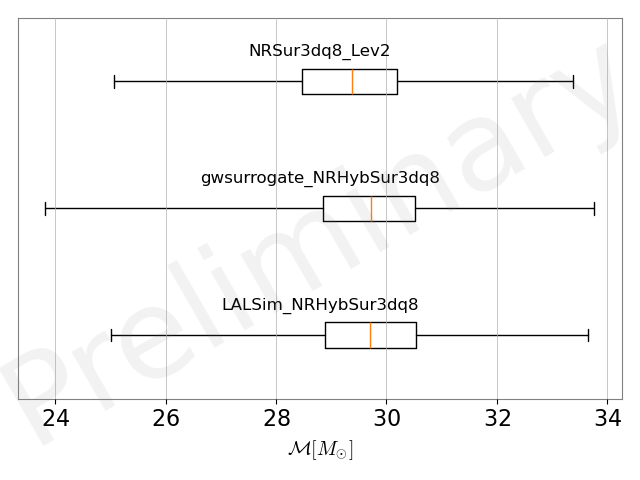 NRSur3dq8_Lev2
gwsurrogate_NRHybSur3dq8
LALSim_NRHybSur3dq8
Preliminary
24 26 28 30 32 34
ℳ[M⊙]